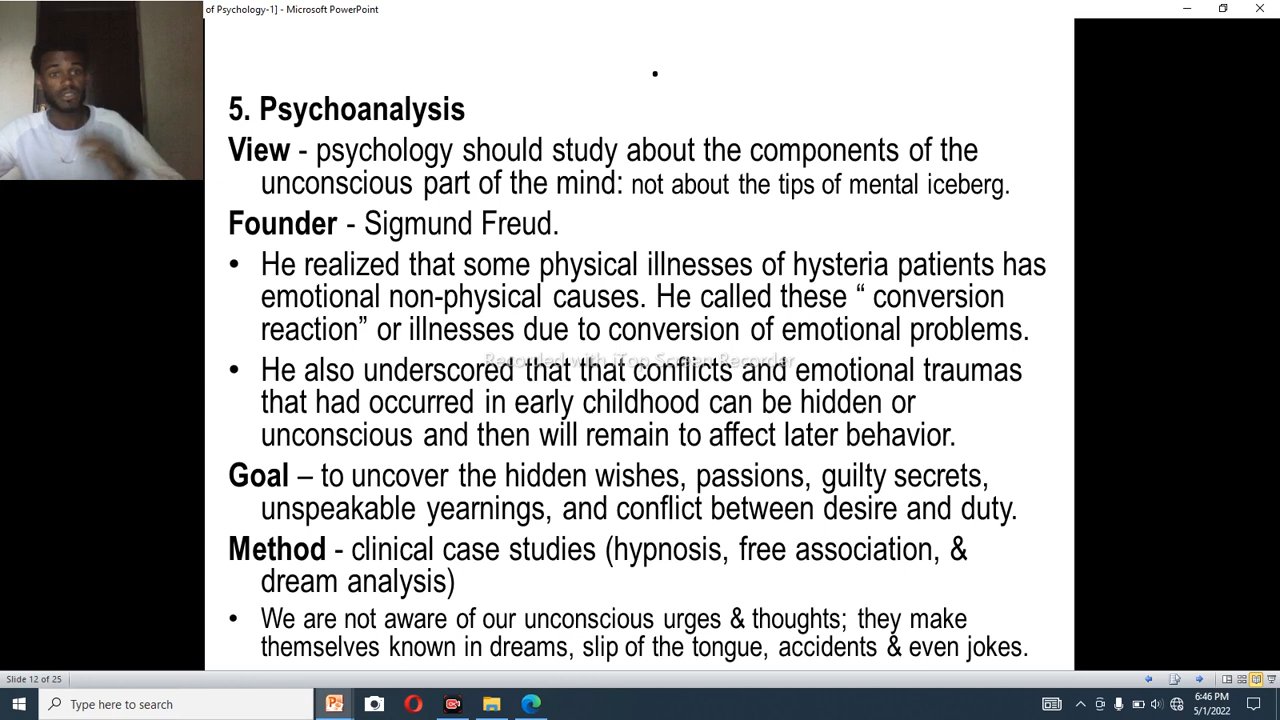 of Psychology-1] - Microsoft PowerPoint
.
5. Psychoanalysis
View - psychology should study about the components of the
unconscious part of the mind: not about the tips of mental iceberg.
Founder - Sigmund Freud.
• He realized that some physical illnesses of hysteria patients has
emotional non-physical causes. He called these “ conversion
reaction” or illnesses due to conversion of emotional problems.
Recorded with iTop Screen Recorder
• He also underscored that that conflicts and emotional traumas
that had occurred in early childhood can be hidden or
unconscious and then will remain to affect later behavior.
Goal – to uncover the hidden wishes, passions, guilty secrets,
unspeakable yearnings, and conflict between desire and duty.
Method - clinical case studies (hypnosis, free association, &
dream analysis)
• We are not aware of our unconscious urges & thoughts; they make
themselves known in dreams, slip of the tongue, accidents & even jokes.
Slide 12 of 25
Type here to search
6:46 PM
5/1/2022